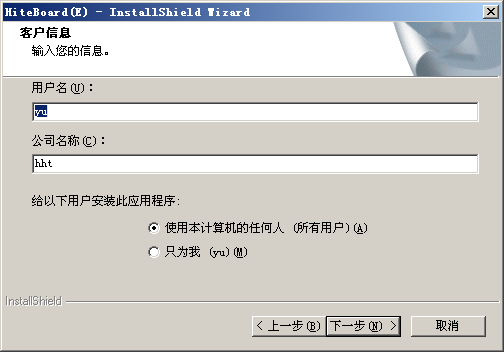 HiteBoard(E) - InstallShield Wizard
客户信息
输入您的信息。
用户名(U)：
yu
公司名称(C)：
hht
给以下用户安装此应用程序:
使用本计算机的任何人 (所有用户)(A)
只为我 (yu)(M)
InstallShield
< 上一步(B) 下一步(N) > 取消